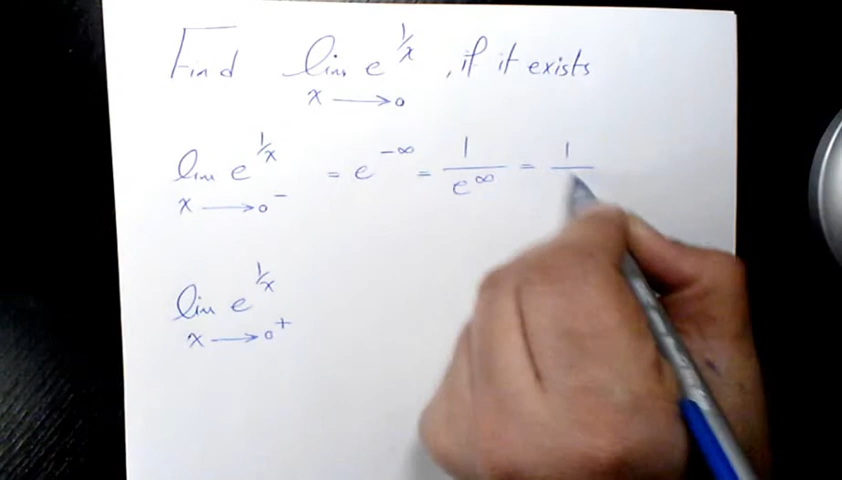 Find lim e^{1/x} , if it exists
x → 0
lim e^{1/x} = e^{-∞} = 1/e^∞ = 1/
x → 0^-
lim e^{1/x}
x → 0^+